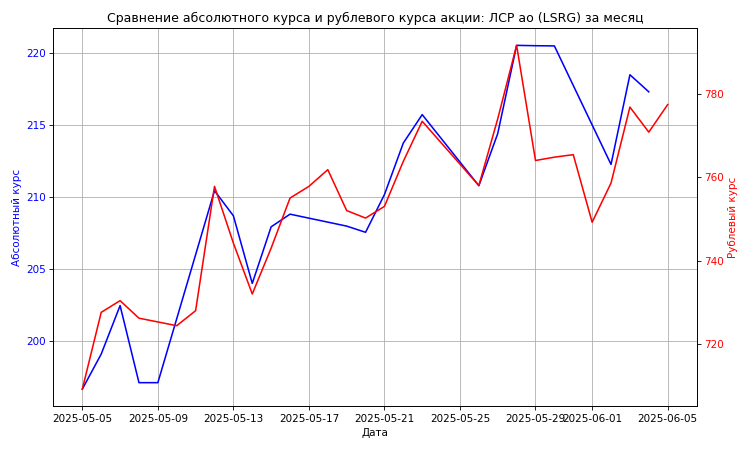 Сравнение абсолютного курса и рублевого курса акции: ЛСР ао (LSRG) за месяц
220
215
210
205
200
Абсолютный курс
780
760
740
720
Рублевый курс
2025-05-05 2025-05-09 2025-05-13 2025-05-17 2025-05-21 2025-05-25 2025-05-29 2025-06-01 2025-06-05
Дата